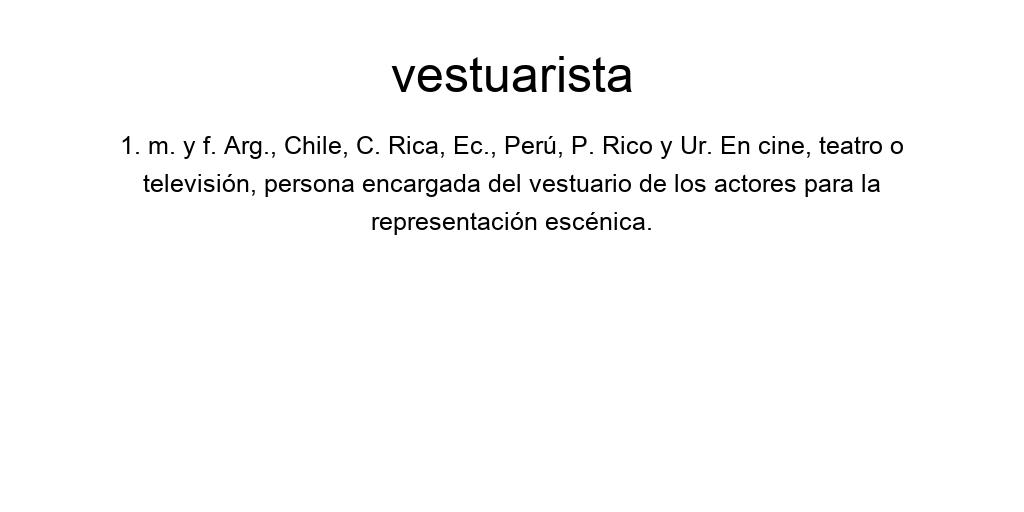 vestuarista
1. m. y f. Arg., Chile, C. Rica, Ec., Perú, P. Rico y Ur. En cine, teatro o
televisión, persona encargada del vestuario de los actores para la
representación escénica.